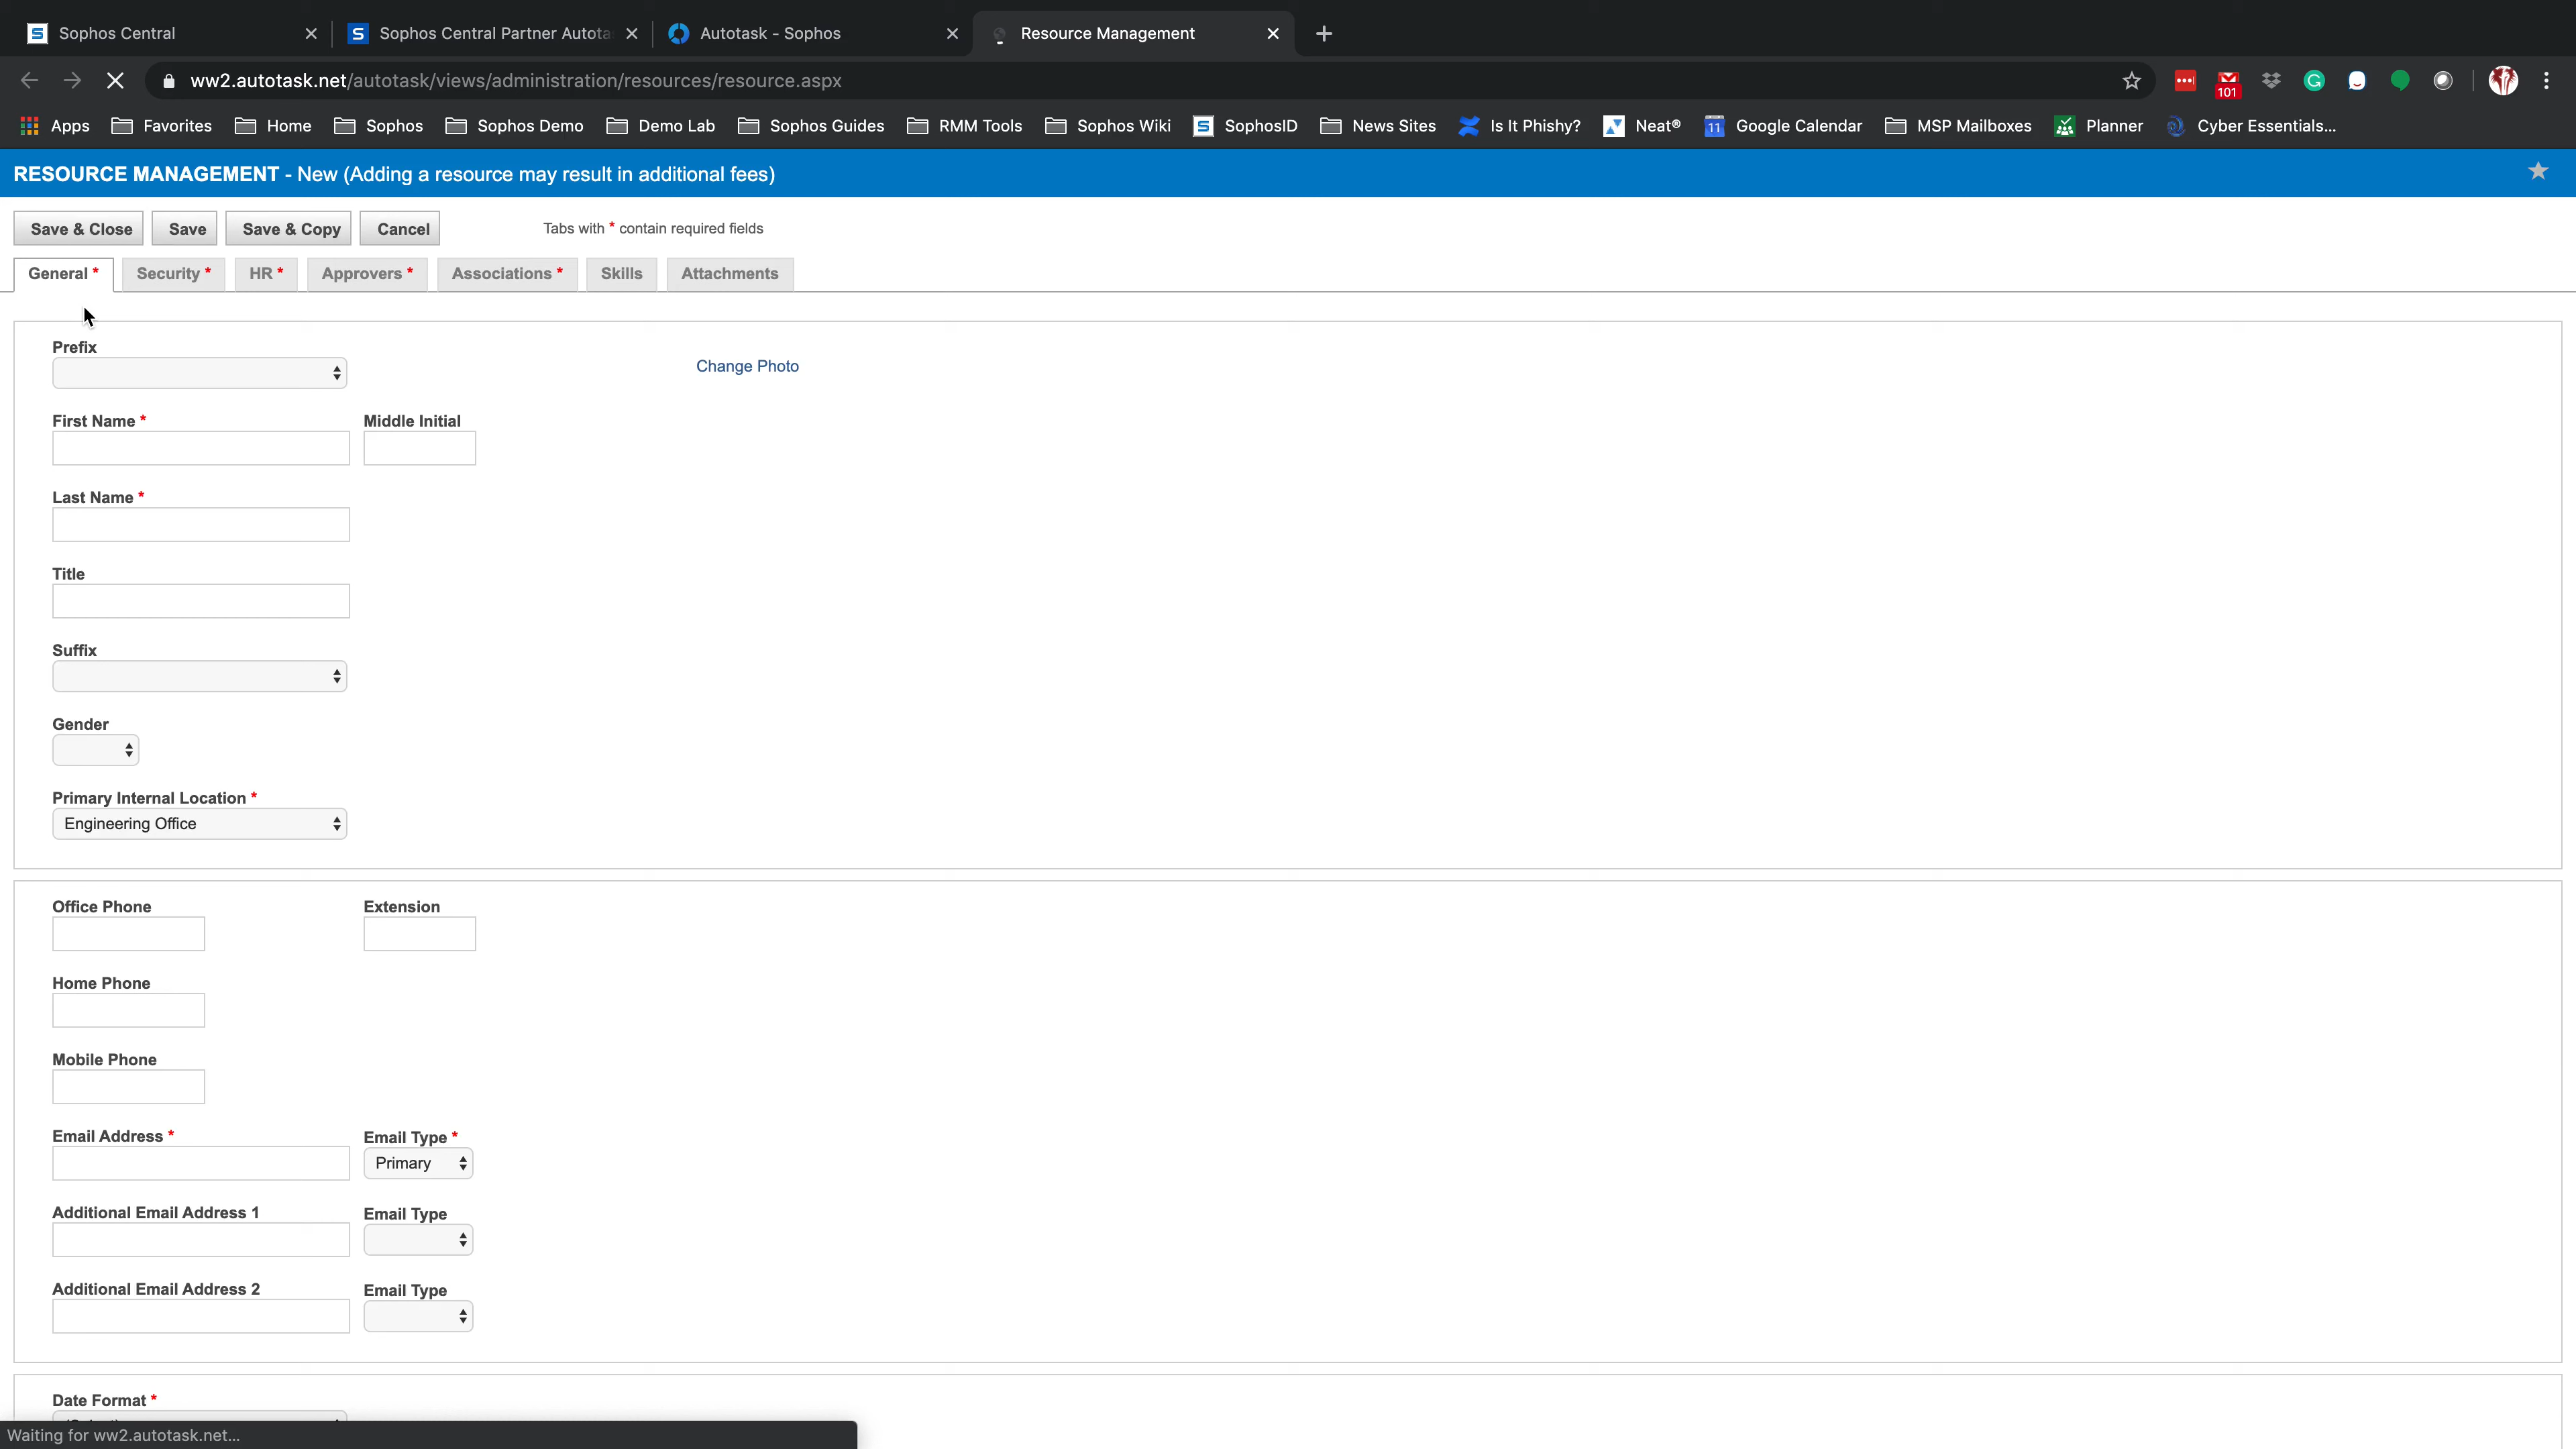 Sophos Central
Sophos Central Partner Autota
Autotask - Sophos
Resource Management
ww2.autotask.net/autotask/views/administration/resources/resource.aspx
101
Apps Favorites Home Sophos Sophos Demo Demo Lab Sophos Guides RMM Tools Sophos Wiki SophosID News Sites Is It Phishy? Neat® 11 Google Calendar MSP Mailboxes Planner Cyber Essentials...
RESOURCE MANAGEMENT - New (Adding a resource may result in additional fees)
Save & Close Save Save & Copy Cancel Tabs with * contain required fields
General * Security * HR * Approvers * Associations * Skills Attachments
Prefix
Change Photo
First Name * Middle Initial
Last Name *
Title
Suffix
Gender
Primary Internal Location *
Engineering Office
Office Phone Extension
Home Phone
Mobile Phone
Email Address * Email Type *
Primary
Additional Email Address 1 Email Type
Additional Email Address 2 Email Type
Date Format *
Waiting for ww2.autotask.net...